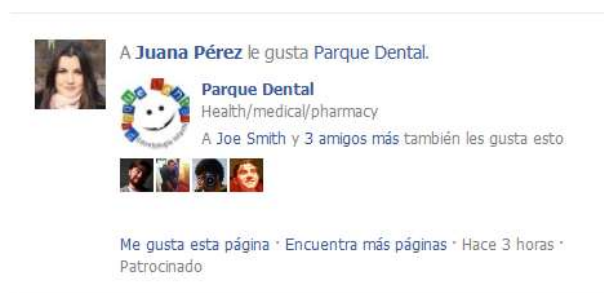 A Juana Pérez le gusta Parque Dental.
Parque Dental
Health/medical/pharmacy
A Joe Smith y 3 amigos más también les gusta esto
Me gusta esta página · Encuentra más páginas · Hace 3 horas ·
Patrocinado